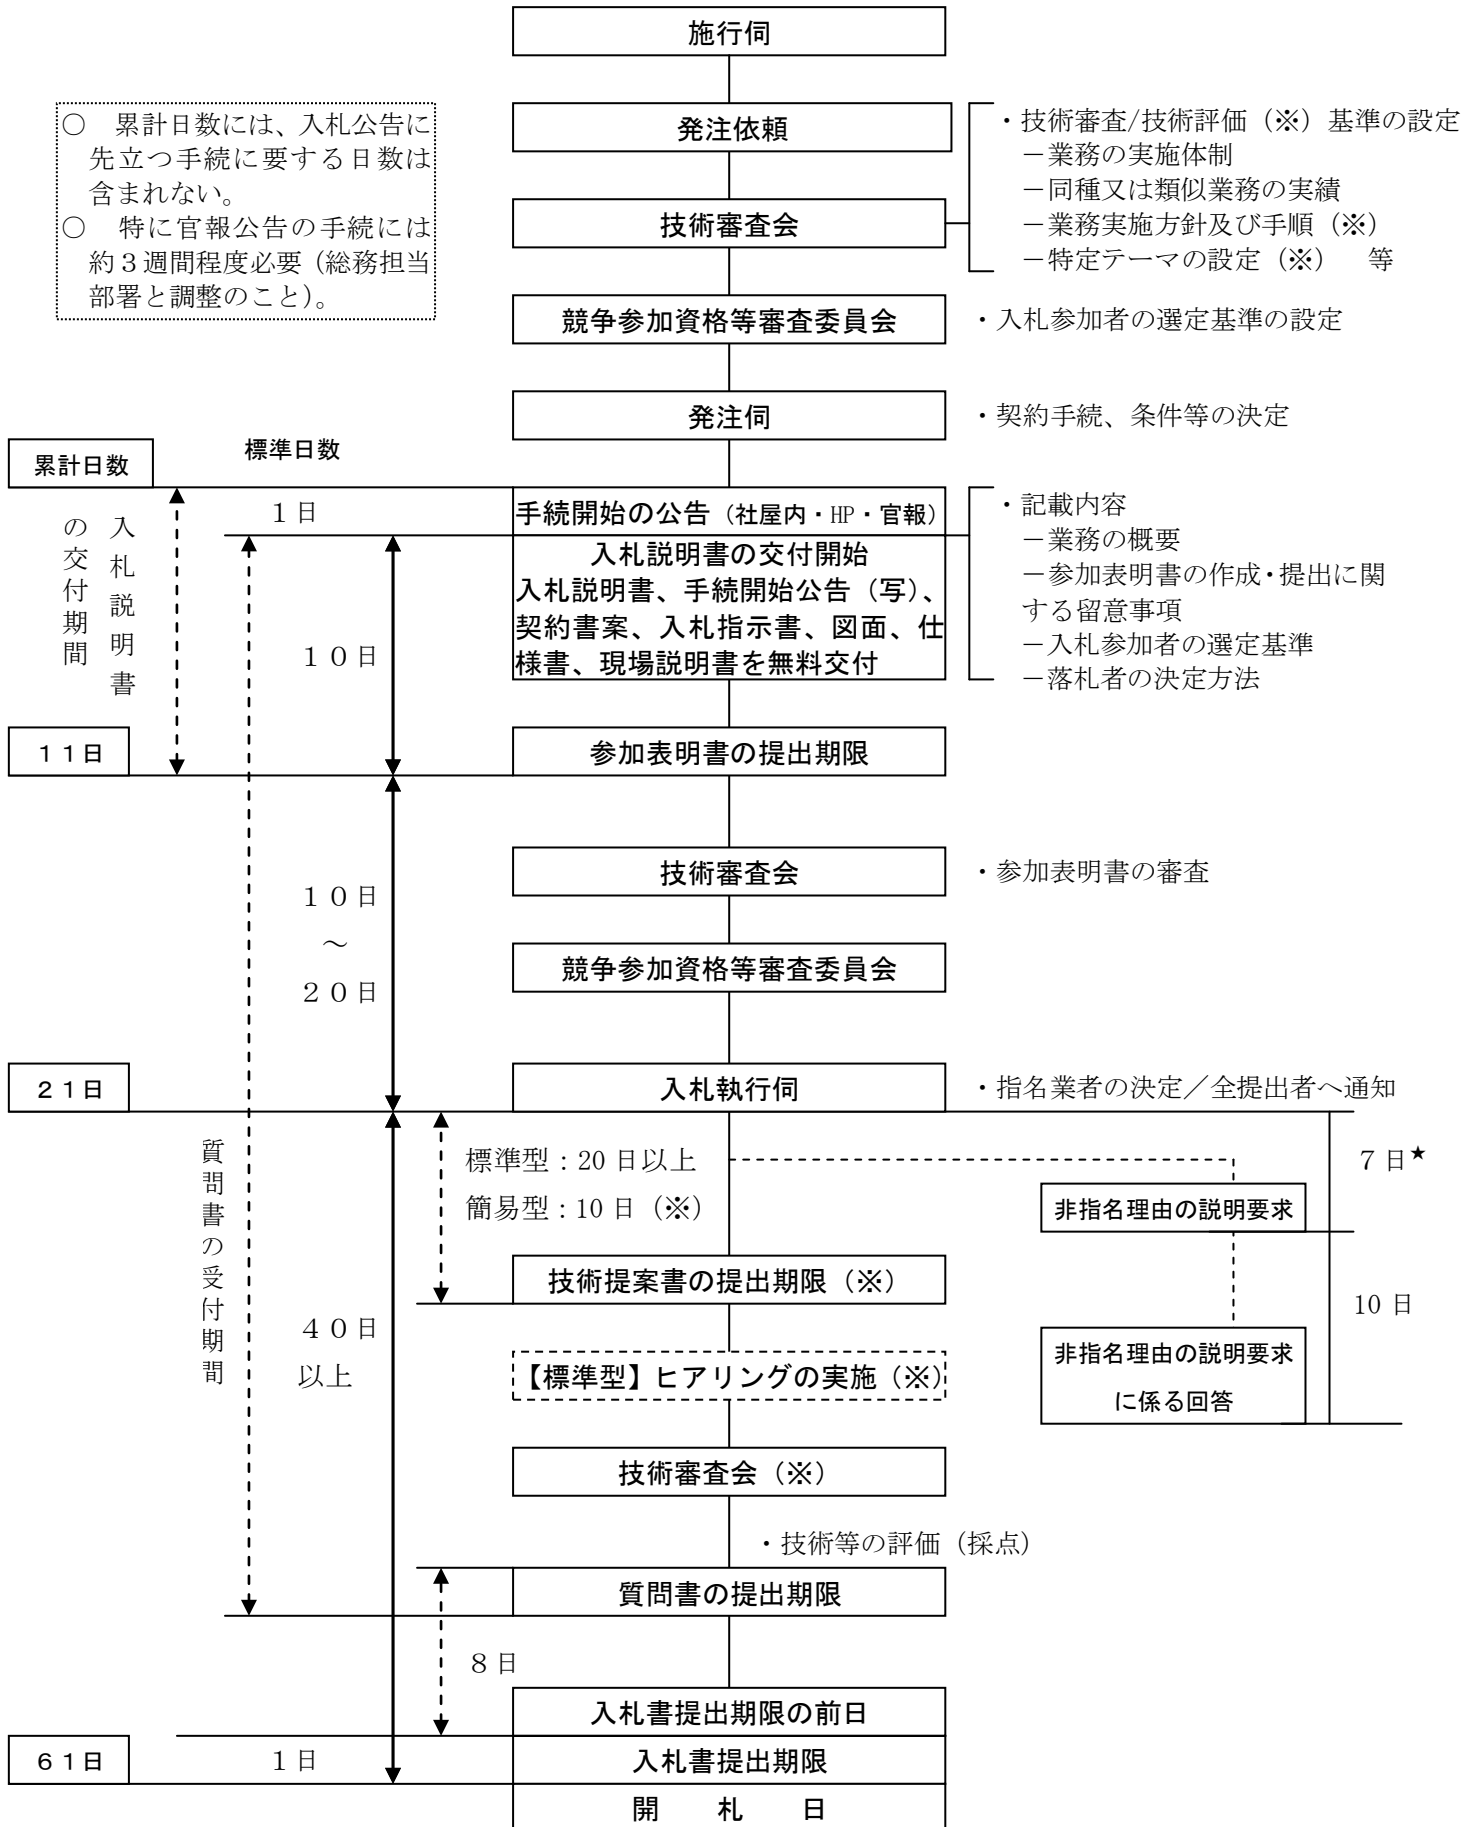 施行伺
○　累計日数には、入札公告に
先立つ手続に要する日数は
含まれない。
○　特に官報公告の手続には
約３週間程度必要（総務担当
部署と調整のこと）。
発注依頼
技術審査会
・技術審査/技術評価（※）基準の設定
－業務の実施体制
－同種又は類似業務の実績
－業務実施方針及び手順（※）
－特定テーマの設定（※）　等
競争参加資格等審査委員会
・入札参加者の選定基準の設定
発注伺
・契約手続、条件等の決定
累計日数
標準日数
入札説明書
の交付期間
１日
手続開始の公告（社屋内・HP・官報）
１０日
入札説明書の交付開始
入札説明書、手続開始公告（写）、
契約書案、入札指示書、図面、仕
様書、現場説明書を無料交付
・記載内容
－業務の概要
－参加表明書の作成・提出に関
する留意事項
－入札参加者の選定基準
－落札者の決定方法
１１日
参加表明書の提出期限
１０日
～
２０日
技術審査会
・参加表明書の審査
競争参加資格等審査委員会
２１日
入札執行伺
・指名業者の決定／全提出者へ通知
質問書の受付期間
４０日
以上
標準型：20 日以上
簡易型：10 日（※）
７日★
非指名理由の説明要求
技術提案書の提出期限（※）
10 日
【標準型】ヒアリングの実施（※）
非指名理由の説明要求
に係る回答
技術審査会（※）
・技術等の評価（採点）
質問書の提出期限
８日
入札書提出期限の前日
６１日
１日
入札書提出期限
開　札　日